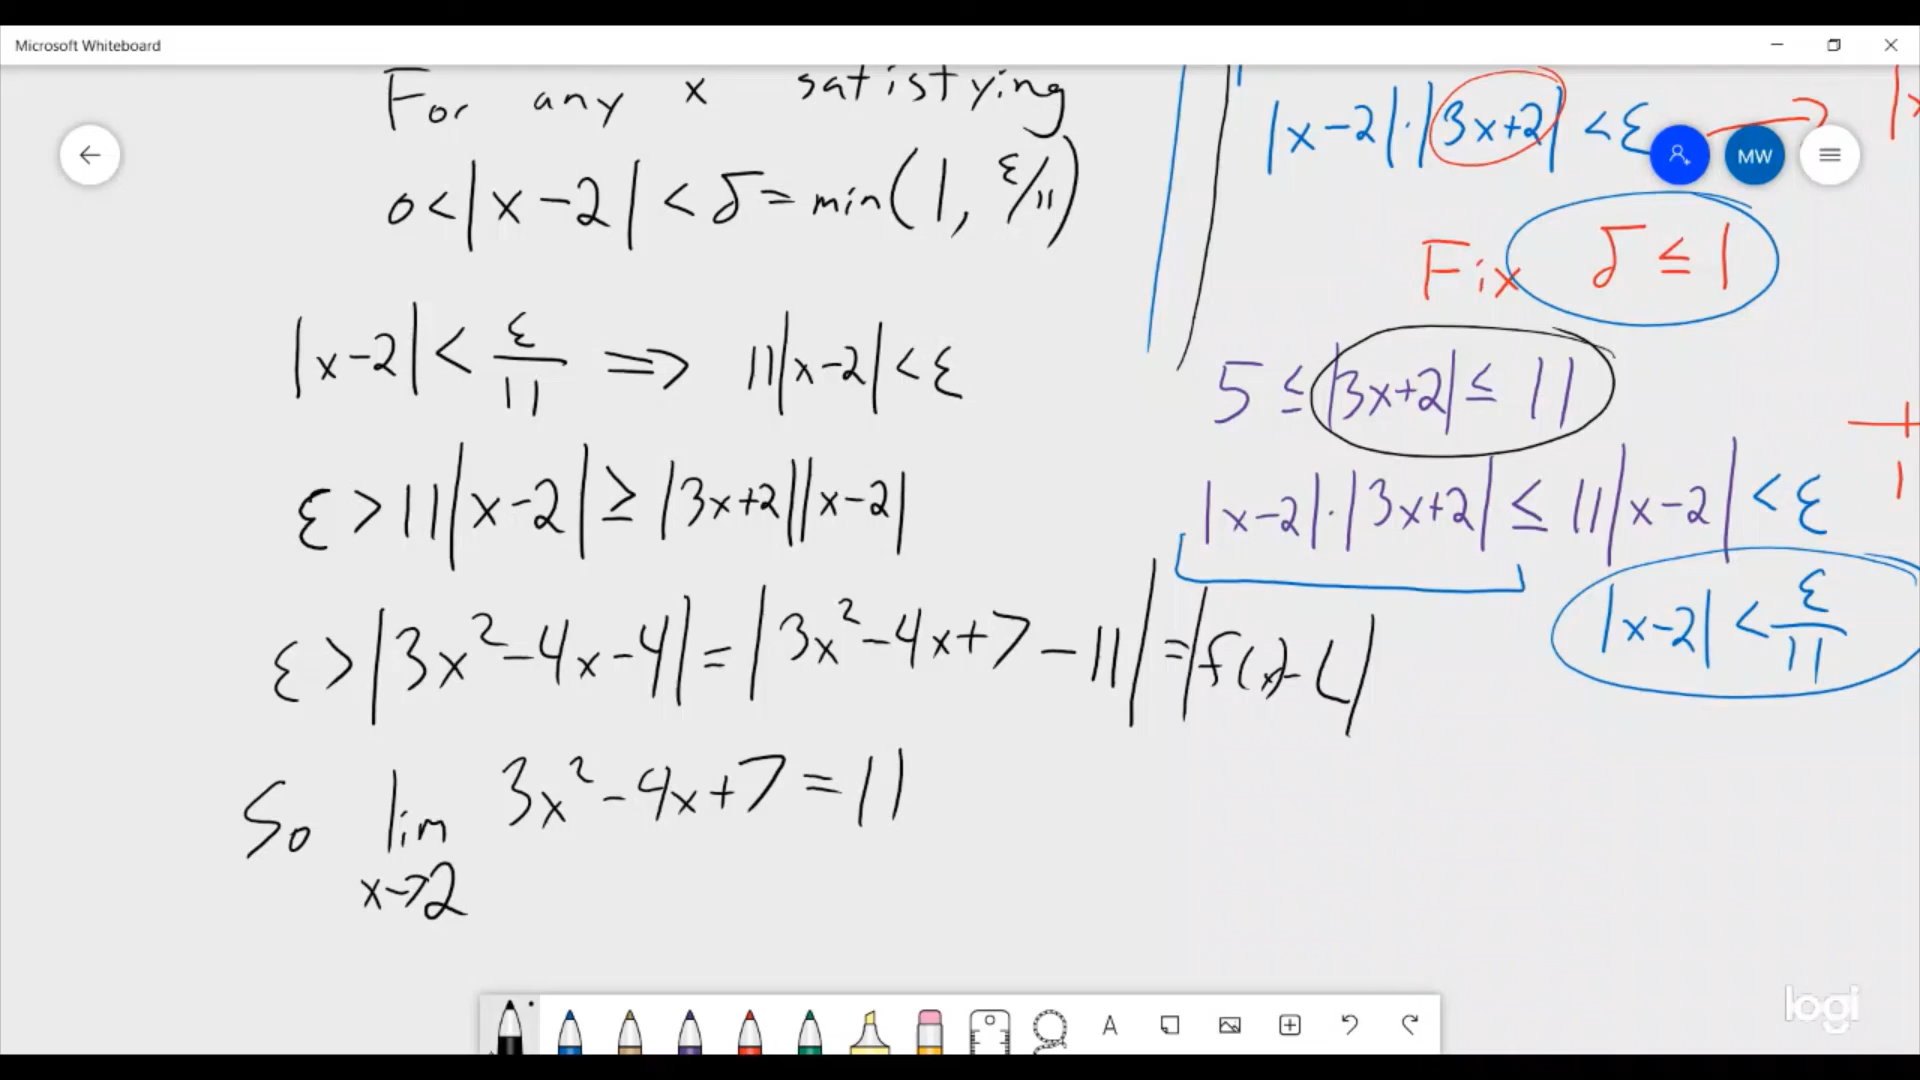 Microsoft Whiteboard
For any x satisfying
0<|x-2|<δ=min(1, ε/11)
|x-2|<ε/11 ⇒ 11|x-2|<ε
ε>11|x-2|≥|3x+2||x-2|
ε>|3x²-4x-4|=|3x²-4x+7-11|=|f(x)-L|
So lim x→2 3x²-4x+7=11
|x-2|·|3x+2|<ε
MW
Fix δ≤1
5≤|3x+2|≤11
|x-2|·|3x+2|≤11|x-2|<ε
|x-2|<ε/11
1
A
logi